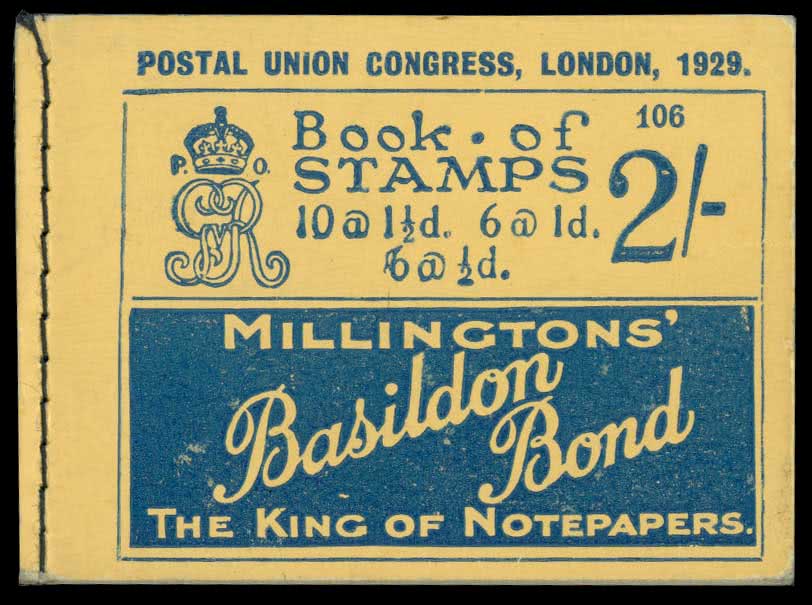 POSTAL UNION CONGRESS, LONDON, 1929.
P. O.
GR
Book · of
STAMPS
10 @ 1½d. 6 @ 1d.
6 @ ½d.
106
2/-
MILLINGTONS'
Basildon
Bond
THE KING OF NOTEPAPERS.